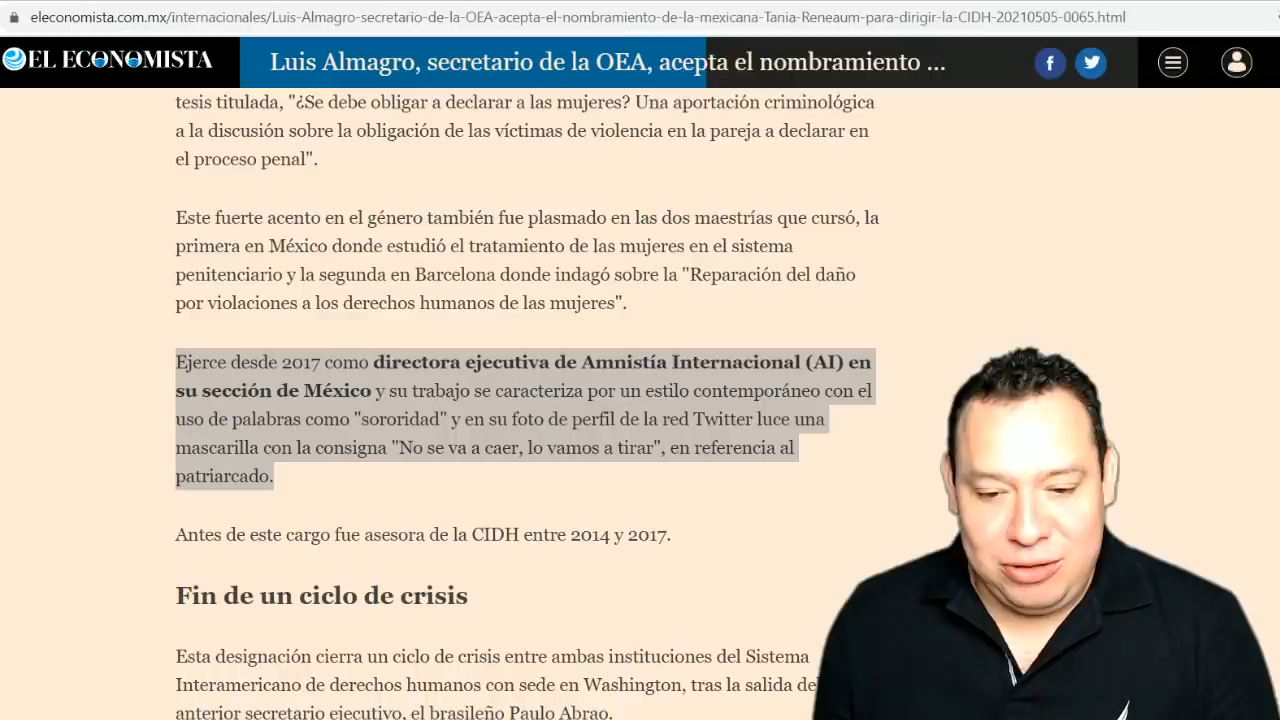 eleconomista.com.mx/internacionales/Luis-Almagro-secretario-de-la-OEA-acepta-el-nombramiento-de-la-mexicana-Tania-Reneaum-para-dirigir-la-CIDH-20210505-0065.html
EL ECONOMISTA
Luis Almagro, secretario de la OEA, acepta el nombramiento ...
tesis titulada, "¿Se debe obligar a declarar a las mujeres? Una aportación criminológica
a la discusión sobre la obligación de las víctimas de violencia en la pareja a declarar en
el proceso penal".
Este fuerte acento en el género también fue plasmado en las dos maestrías que cursó, la
primera en México donde estudió el tratamiento de las mujeres en el sistema
penitenciario y la segunda en Barcelona donde indagó sobre la "Reparación del daño
por violaciones a los derechos humanos de las mujeres".
Ejerce desde 2017 como directora ejecutiva de Amnistía Internacional (AI) en
su sección de México y su trabajo se caracteriza por un estilo contemporáneo con el
uso de palabras como "sororidad" y en su foto de perfil de la red Twitter luce una
mascarilla con la consigna "No se va a caer, lo vamos a tirar", en referencia al
patriarcado.
Antes de este cargo fue asesora de la CIDH entre 2014 y 2017.
Fin de un ciclo de crisis
Esta designación cierra un ciclo de crisis entre ambas instituciones del Sistema
Interamericano de derechos humanos con sede en Washington, tras la salida del
anterior secretario ejecutivo, el brasileño Paulo Abrao.